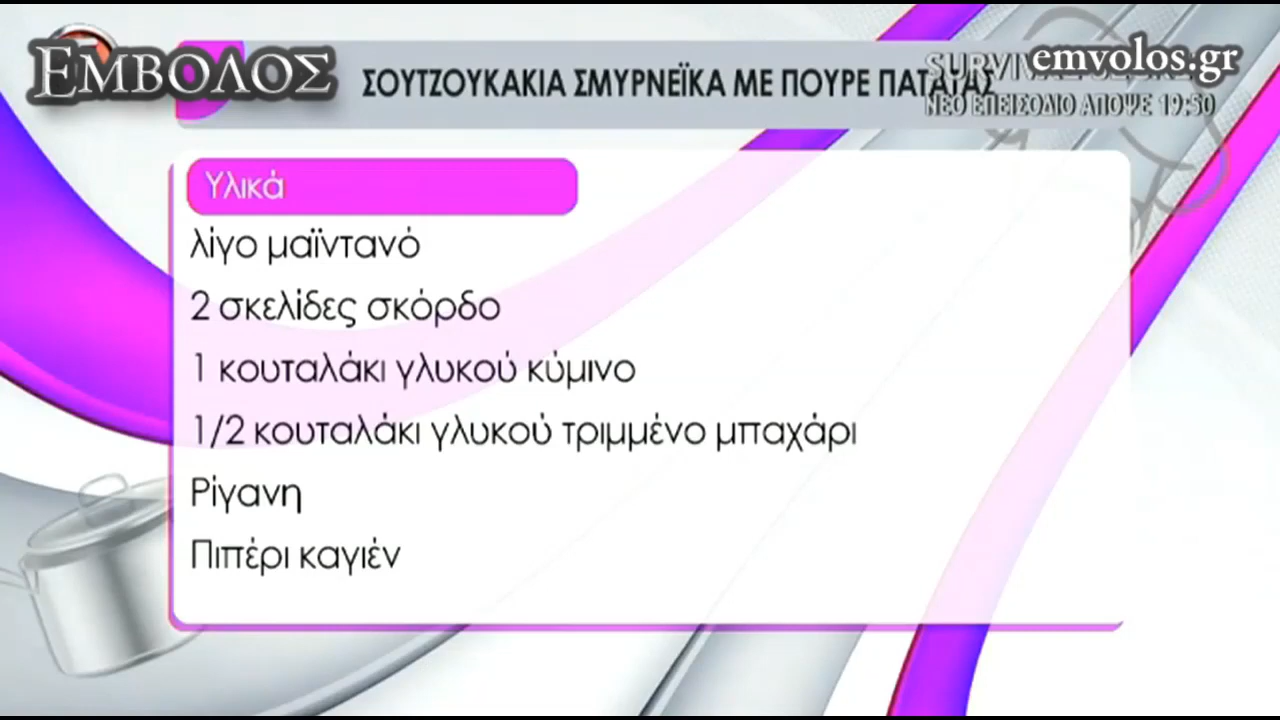 ΕΜΒΟΛΟΣ
emvolos.gr
ΣΟΥΤΖΟΥΚΑΚΙΑ ΣΜΥΡΝΕΪΚΑ ΜΕ ΠΟΥΡΕ ΠΑΤΑΤΑΣ
ΝΕΟ ΕΠΕΙΣΟΔΙΟ ΑΠΟΨΕ 19:50
Υλικά
λίγο μαϊντανό
2 σκελίδες σκόρδο
1 κουταλάκι γλυκού κύμινο
1/2 κουταλάκι γλυκού τριμμένο μπαχάρι
Ρίγανη
Πιπέρι καγιέν